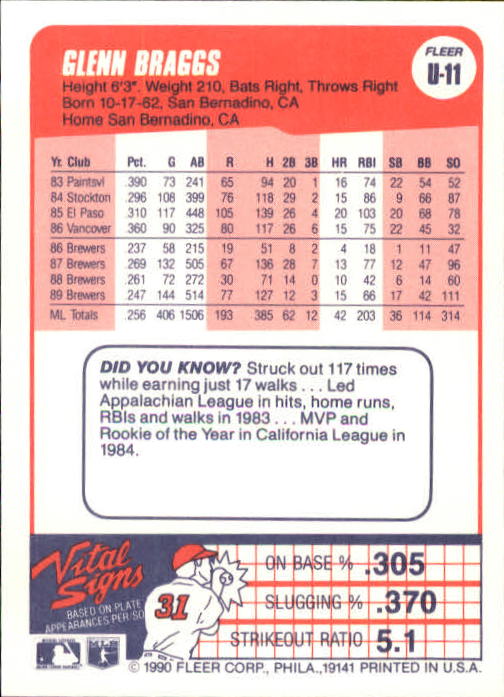 GLENN BRAGGS
FLEER
U-11
Height 6'3". Weight 210, Bats Right, Throws Right
Born 10-17-62, San Bernadino, CA
Home San Bernadino, CA
Yr. Club Pct. G AB R H 2B 3B HR RBI SB BB SO
83 Paintsvl .390 73 241 65 94 20 1 16 74 22 54 52
84 Stockton .296 108 399 76 118 29 2 15 86 9 66 87
85 El Paso .310 117 448 105 139 26 4 20 103 20 68 78
86 Vancover .360 90 325 80 117 26 6 15 75 22 45 32
86 Brewers .237 58 215 19 51 8 2 4 18 1 11 47
87 Brewers .269 132 505 67 136 28 7 13 77 12 47 96
88 Brewers .261 72 272 30 71 14 0 10 42 6 14 60
89 Brewers .247 144 514 77 127 12 3 15 66 17 42 111
ML Totals .256 406 1506 193 385 62 12 42 203 36 114 314
DID YOU KNOW? Struck out 117 times
while earning just 17 walks . . . Led
Appalachian League in hits, home runs,
RBIs and walks in 1983 . . . MVP and
Rookie of the Year in California League in
1984.
Vital
Signs
BASED ON PLATE
APPEARANCES PER/SO
31
ON BASE % .305
SLUGGING % .370
STRIKEOUT RATIO 5.1
© 1990 FLEER CORP., PHILA., 19141 PRINTED IN U.S.A.